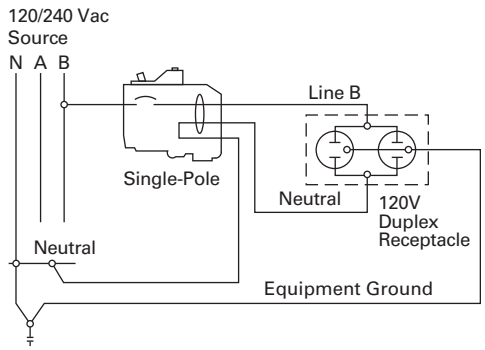 120/240 Vac
Source
N A B
Line B
Single-Pole
Neutral
120V
Duplex
Receptacle
Neutral
Equipment Ground